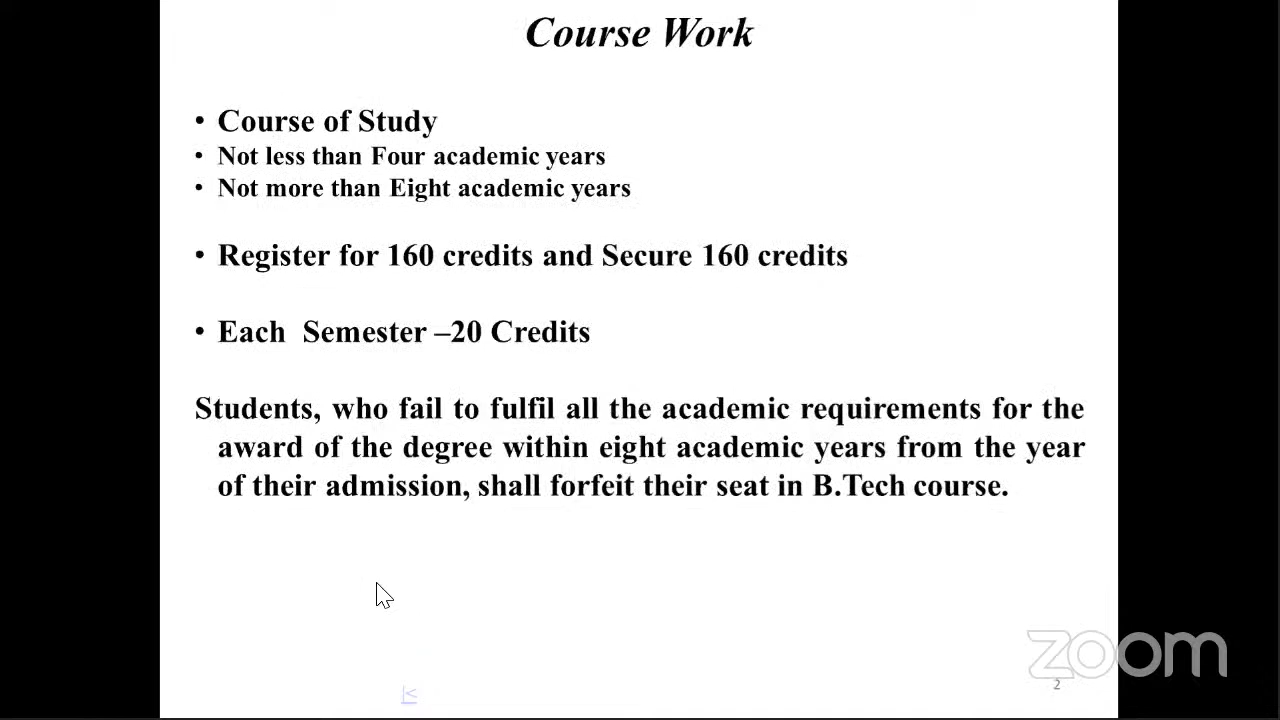 Course Work
• Course of Study
• Not less than Four academic years
• Not more than Eight academic years
• Register for 160 credits and Secure 160 credits
• Each  Semester –20 Credits
Students, who fail to fulfil all the academic requirements for the
award of the degree within eight academic years from the year
of their admission, shall forfeit their seat in B.Tech course.
zoom
2
|<